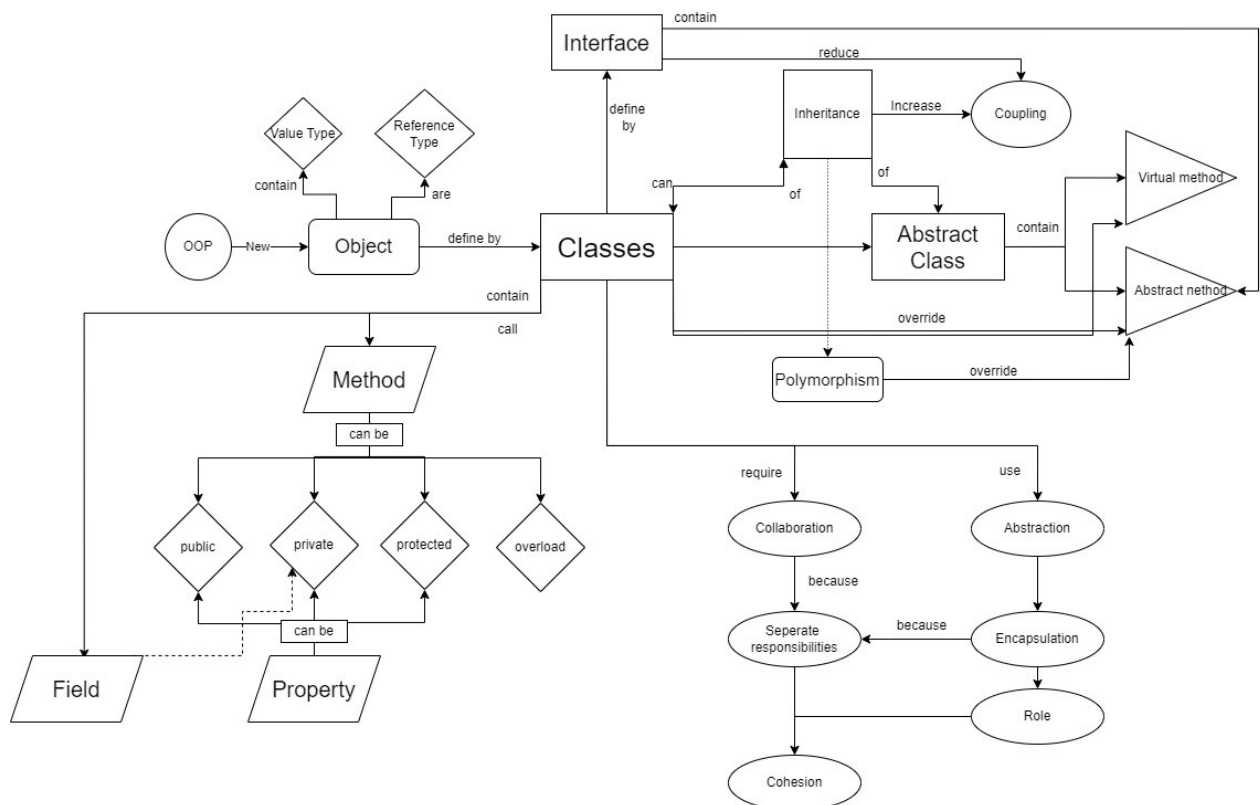 contain
Interface
reduce
define
by
Inheritance
Increase
Coupling
Value Type
Reference
Type
can
of
of
Virtual method
contain
are
OOP
New
Object
define by
Classes
Abstract
Class
contain
Abstract nethod
contain
call
override
Method
Polymorphism
override
can be
require
use
Collaboration
Abstraction
public
private
protected
overload
because
can be
Seperate
responsibilities
because
Encapsulation
Field
Property
Role
Cohesion